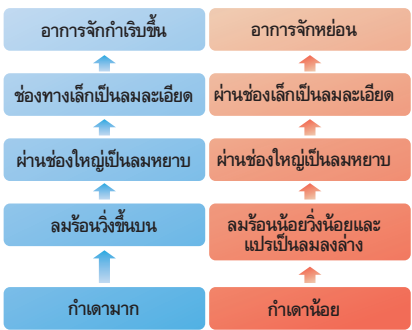 อาการจักกำเริบขึ้น
อาการจักหย่อน
ช่องทางเล็กเป็นลมละเอียด
ผ่านช่องเล็กเป็นลมละเอียด
ผ่านช่องใหญ่เป็นลมหยาบ
ผ่านช่องใหญ่เป็นลมหยาบ
ลมร้อนวิ่งขึ้นบน
ลมร้อนน้อยวิ่งน้อยและ
แปรเป็นลมลงล่าง
กำเดามาก
กำเดาน้อย